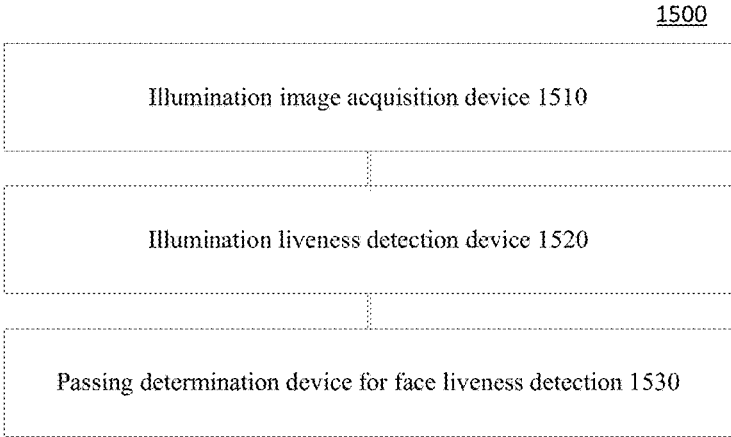 1500
Illumination image acquisition device 1510
Illumination liveness detection device 1520
Passing determination device for face liveness detection 1530